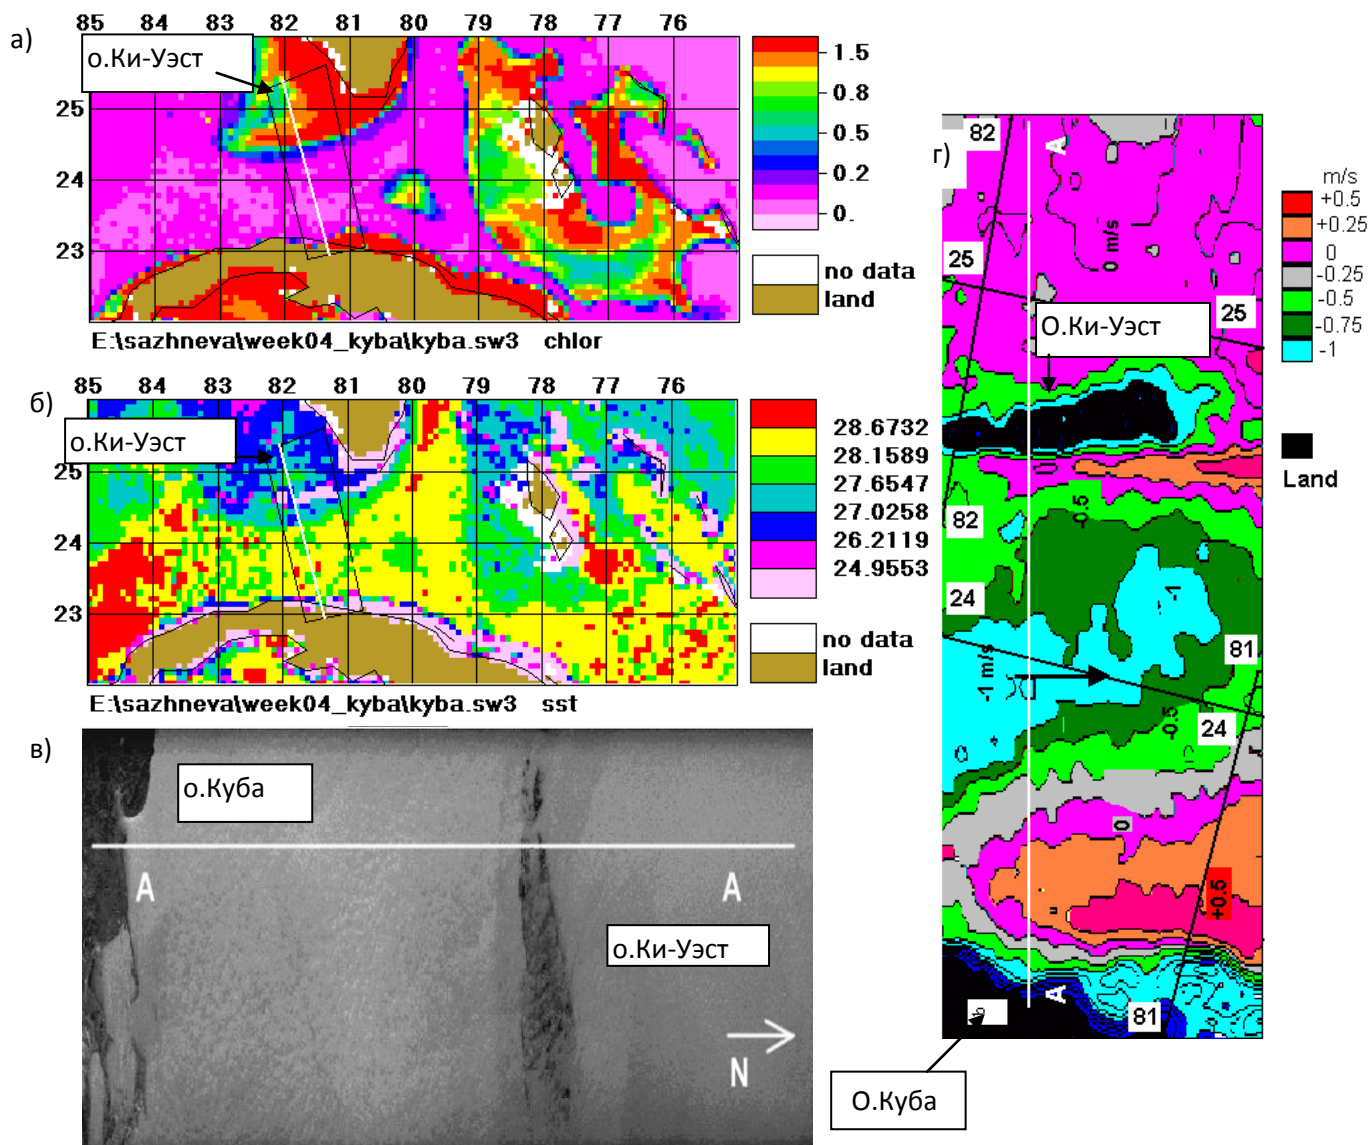 а)
85 84 83 82 81 80 79 78 77 76
о.Ки-Уэст
25
24
23
1.5
0.8
0.5
0.2
0.
no data
land
E:\sazhneva\week04_kyba\kyba.sw3 chlor
б)
85 84 83 82 81 80 79 78 77 76
о.Ки-Уэст
25
24
23
28.6732
28.1589
27.6547
27.0258
26.2119
24.9553
no data
land
E:\sazhneva\week04_kyba\kyba.sw3 sst
в)
о.Куба
A A
о.Ки-Уэст
N
г)
82
A
0
0 m/s
25
25
О.Ки-Уэст
-0.5
82
24
-1
81
-1 m/s
-0.5
24
0
+0.5
A
81
О.Куба
m/s
+0.5
+0.25
0
-0.25
-0.5
-0.75
-1
Land